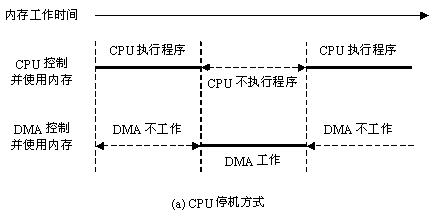 内存工作时间
CPU 执行程序 CPU 执行程序
CPU 控制
并使用内存
CPU 不执行程序
DMA 控制
并使用内存
DMA 不工作 DMA 不工作
DMA 工作
(a) CPU 停机方式